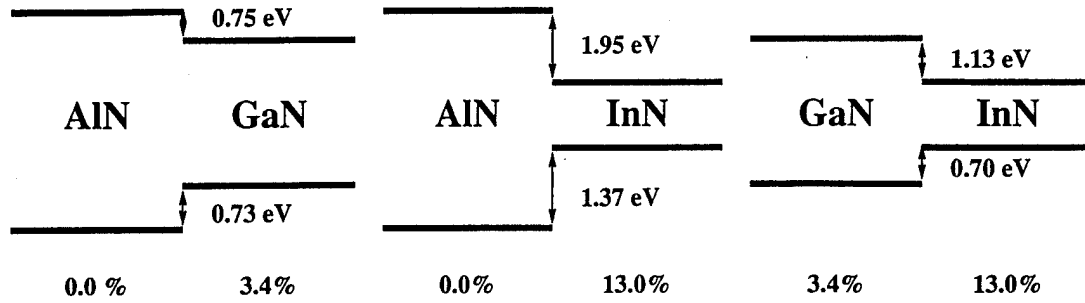 0.75 eV
1.95 eV
1.13 eV
AlN GaN AlN InN GaN InN
0.73 eV
1.37 eV
0.70 eV
0.0 % 3.4% 0.0% 13.0% 3.4% 13.0%